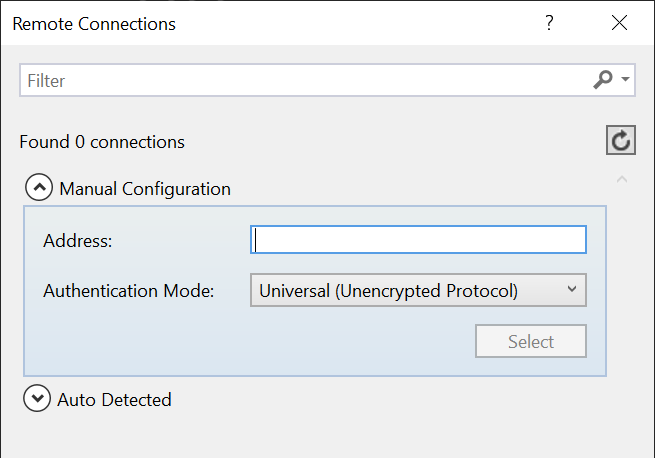 Remote Connections ?
Filter
Found 0 connections
Manual Configuration
Address:
Authentication Mode: Universal (Unencrypted Protocol)
Select
Auto Detected